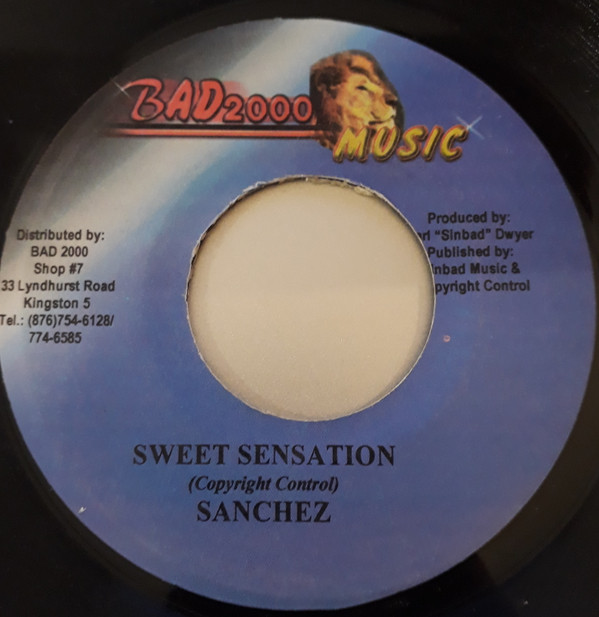 BAD2000
MUSIC
Distributed by:
BAD 2000
Shop #7
33 Lyndhurst Road
Kingston 5
Tel.: (876)754-6128/
774-6585
Produced by:
"Sinbad" Dwyer
Published by:
Music &
Control
SWEET SENSATION
(Copyright Control)
SANCHEZ